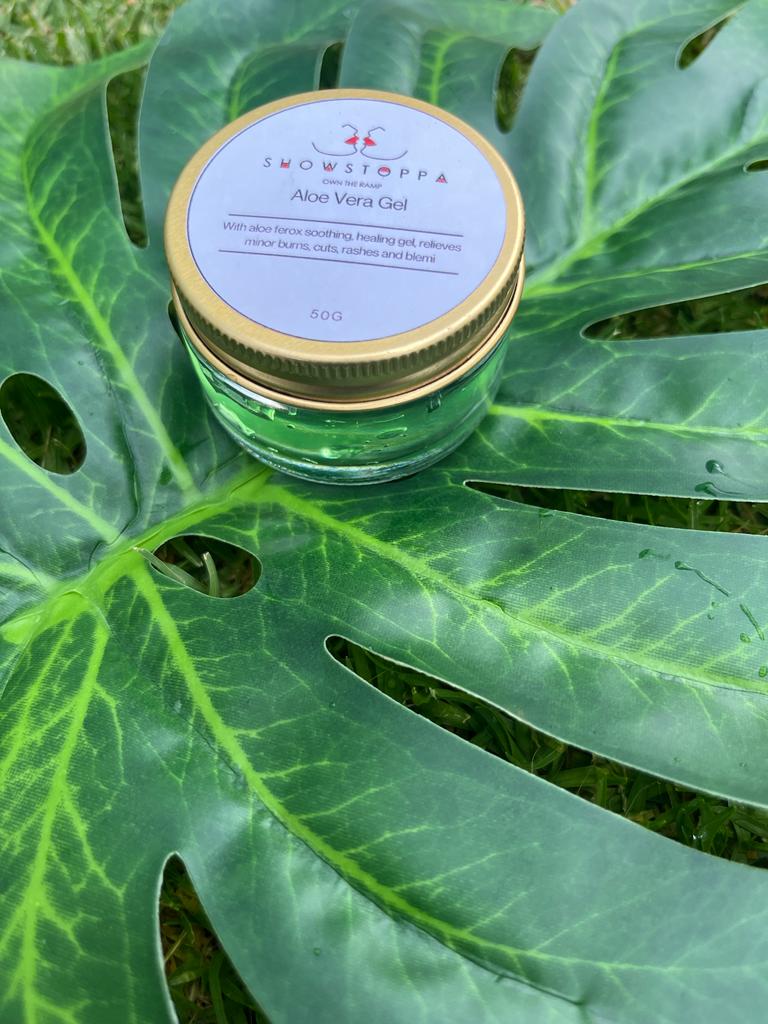 SHOWSTOPPA
OWN THE RAMP
Aloe Vera Gel
With aloe ferox soothing, healing gel, relieves
minor burns, cuts, rashes and blemi
50G